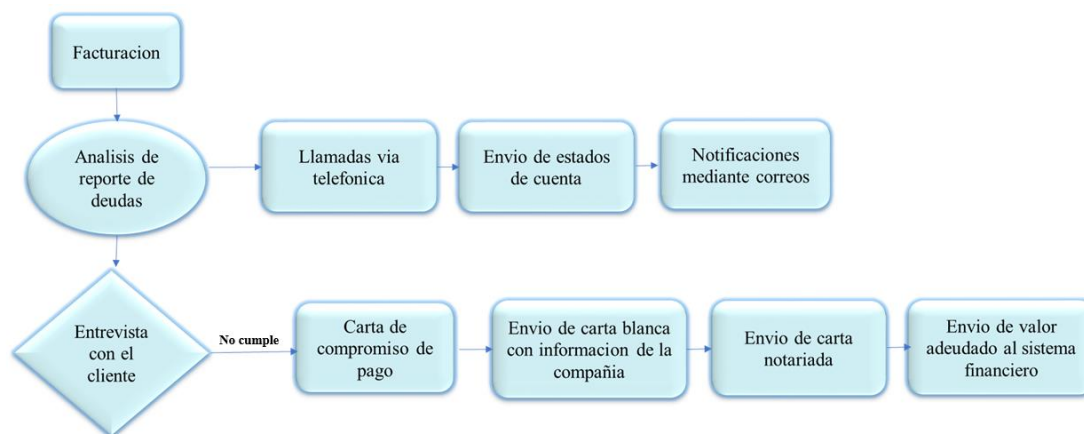 Facturacion
Analisis de
reporte de
deudas
Llamadas via
telefonica
Envio de estados
de cuenta
Notificaciones
mediante correos
Entrevista
con el
cliente
No cumple
Carta de
compromiso de
pago
Envio de carta blanca
con informacion de la
compañia
Envio de carta
notariada
Envio de valor
adeudado al sistema
financiero